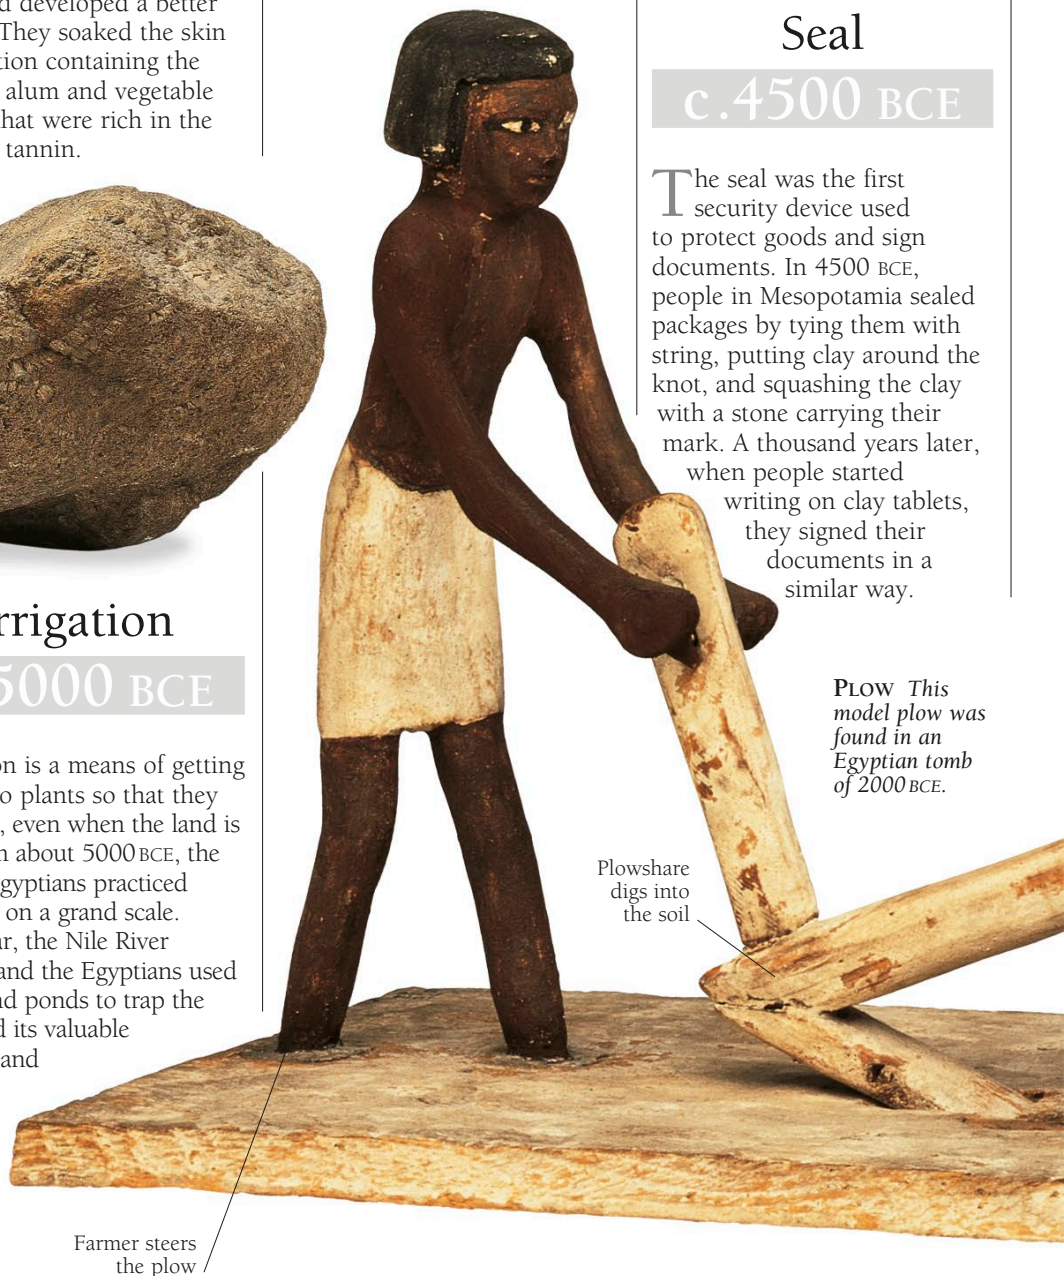 developed a better
They soaked the skin
containing the
alum and vegetable
that were rich in the
tannin.
rrigation
5000 BCE
is a means of getting
plants so that they
, even when the land is
about 5000 BCE, the
gyptians practiced
on a grand scale.
the Nile River
and the Egyptians used
ponds to trap the
its valuable
and
Seal
c.4500 BCE
The seal was the first
security device used
to protect goods and sign
documents. In 4500 BCE,
people in Mesopotamia sealed
packages by tying them with
string, putting clay around the
knot, and squashing the clay
with a stone carrying their
mark. A thousand years later,
when people started
writing on clay tablets,
they signed their
documents in a
similar way.
PLOW This
model plow was
found in an
Egyptian tomb
of 2000 BCE.
Plowshare
digs into
the soil
Farmer steers
the plow